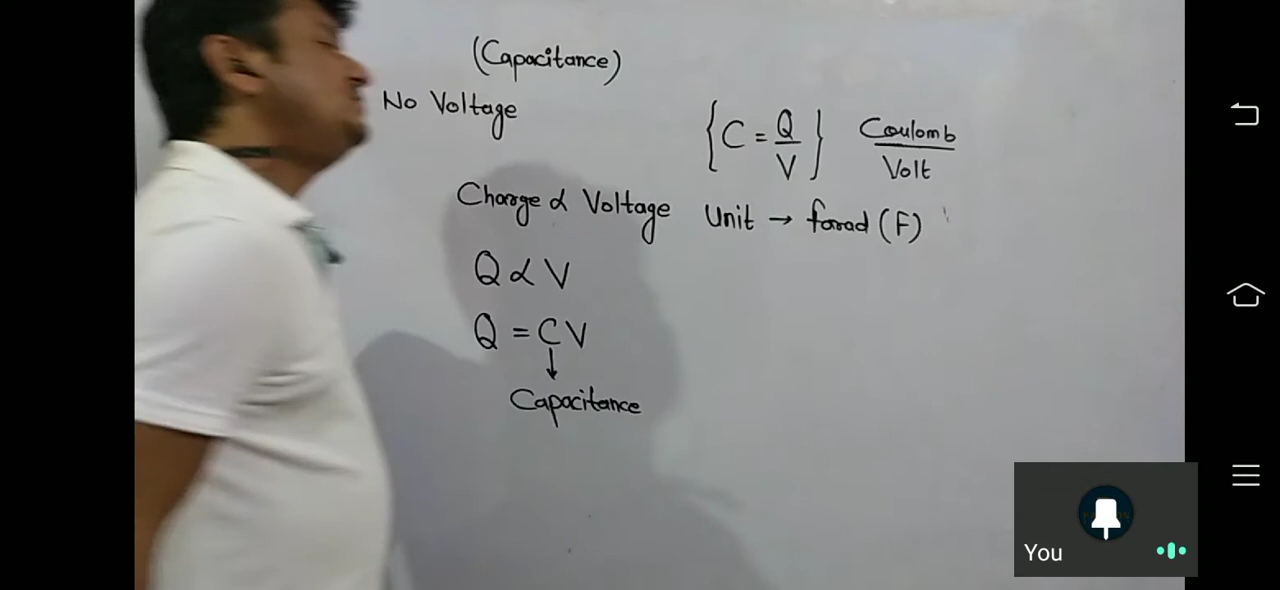 (Capacitance)
No Voltage
{C = Q/V} Coulomb/Volt
Charge ∝ Voltage
Unit → farad (F)
Q ∝ V
Q = CV
↓
Capacitance
You